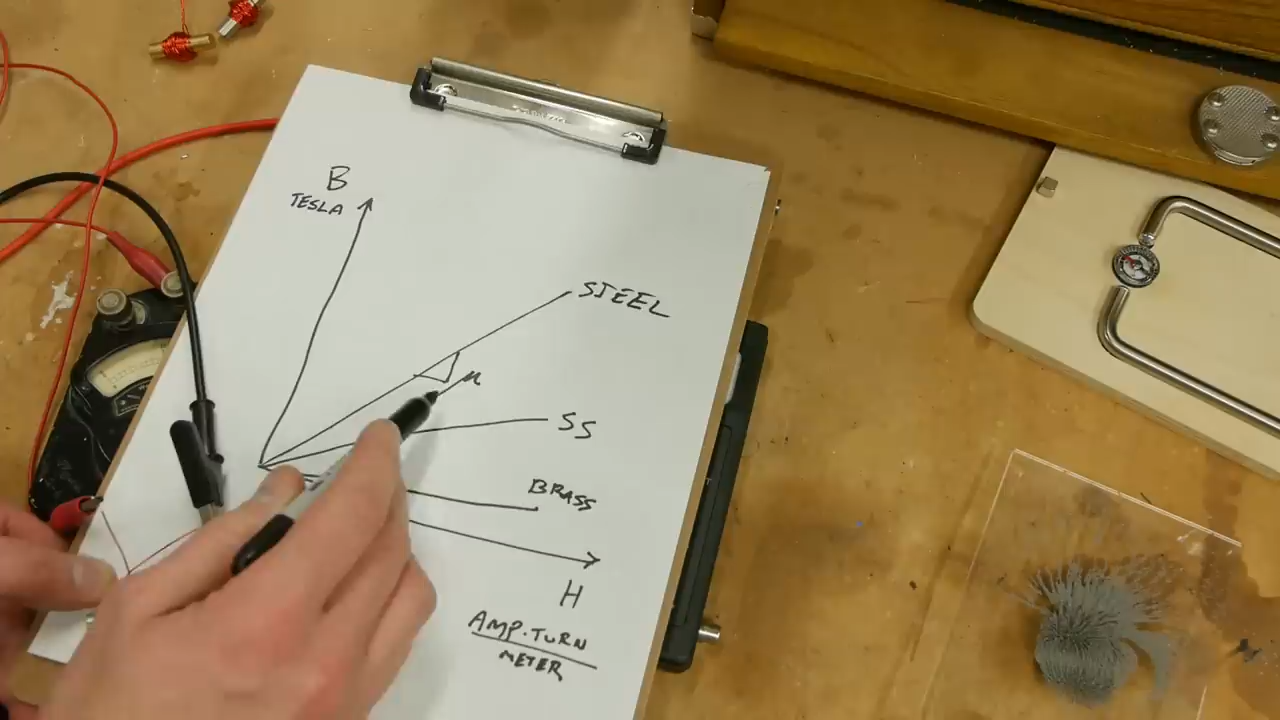 B
TESLA
STEEL
μ
SS
BRASS
H
AMP·TURN
METER